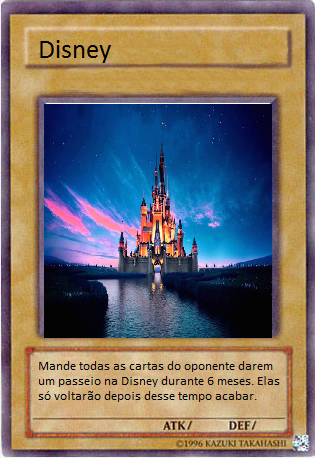 Disney
Mande todas as cartas do oponente darem
um passeio na Disney durante 6 meses. Elas
só voltarão depois desse tempo acabar.
ATK/ DEF/
©1996 KAZUKI TAKAHASHI